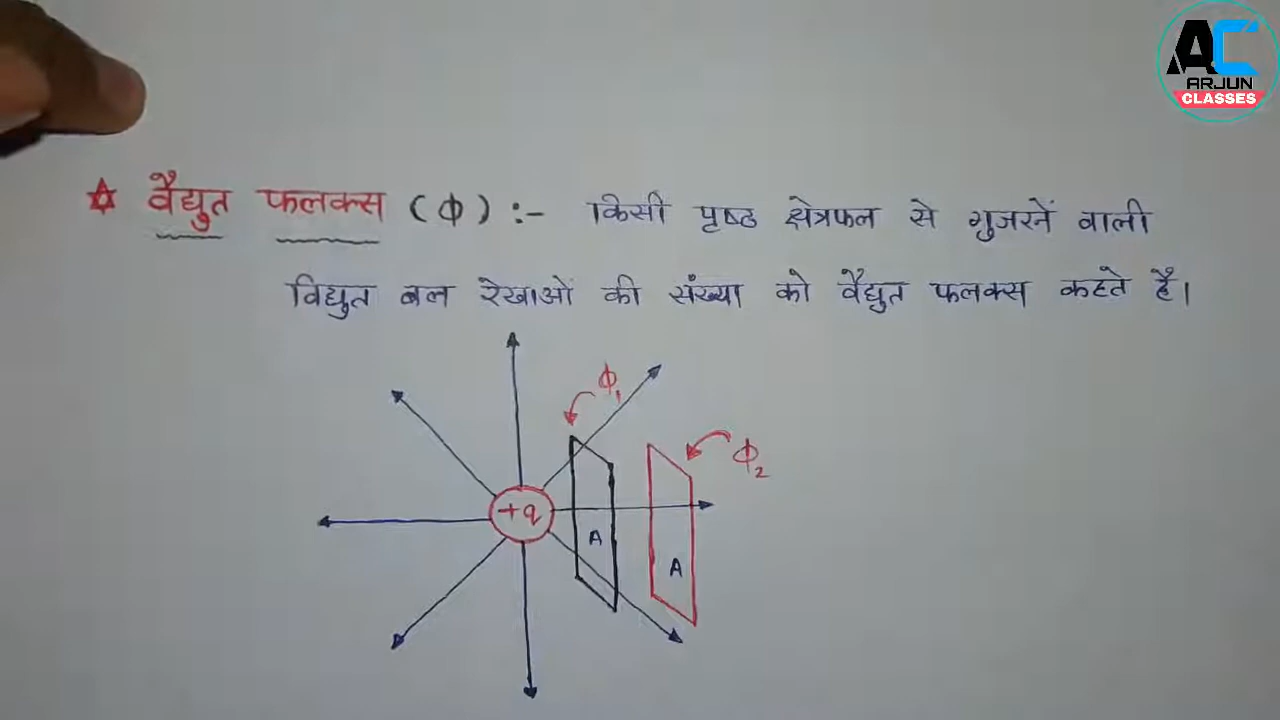 AC
ARJUN
CLASSES
☆ वैद्युत फलक्स (Φ) :- किसी पृष्ठ क्षेत्रफल से गुजरनें वाली
विद्युत बल रेखाओं की संख्या को वैद्युत फलक्स कहते है।
Φ₁
Φ₂
+q
A
A